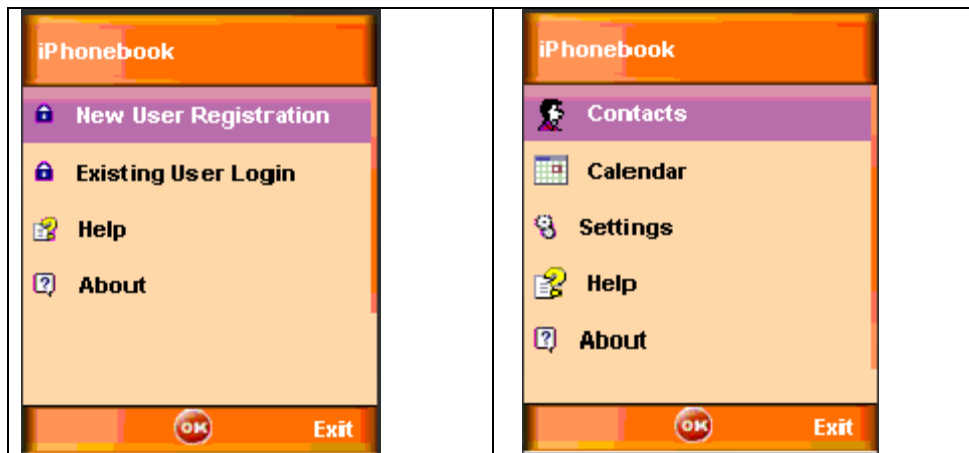 iPhonebook
New User Registration
Existing User Login
Help
About
OK
Exit
iPhonebook
Contacts
Calendar
Settings
Help
About
OK
Exit